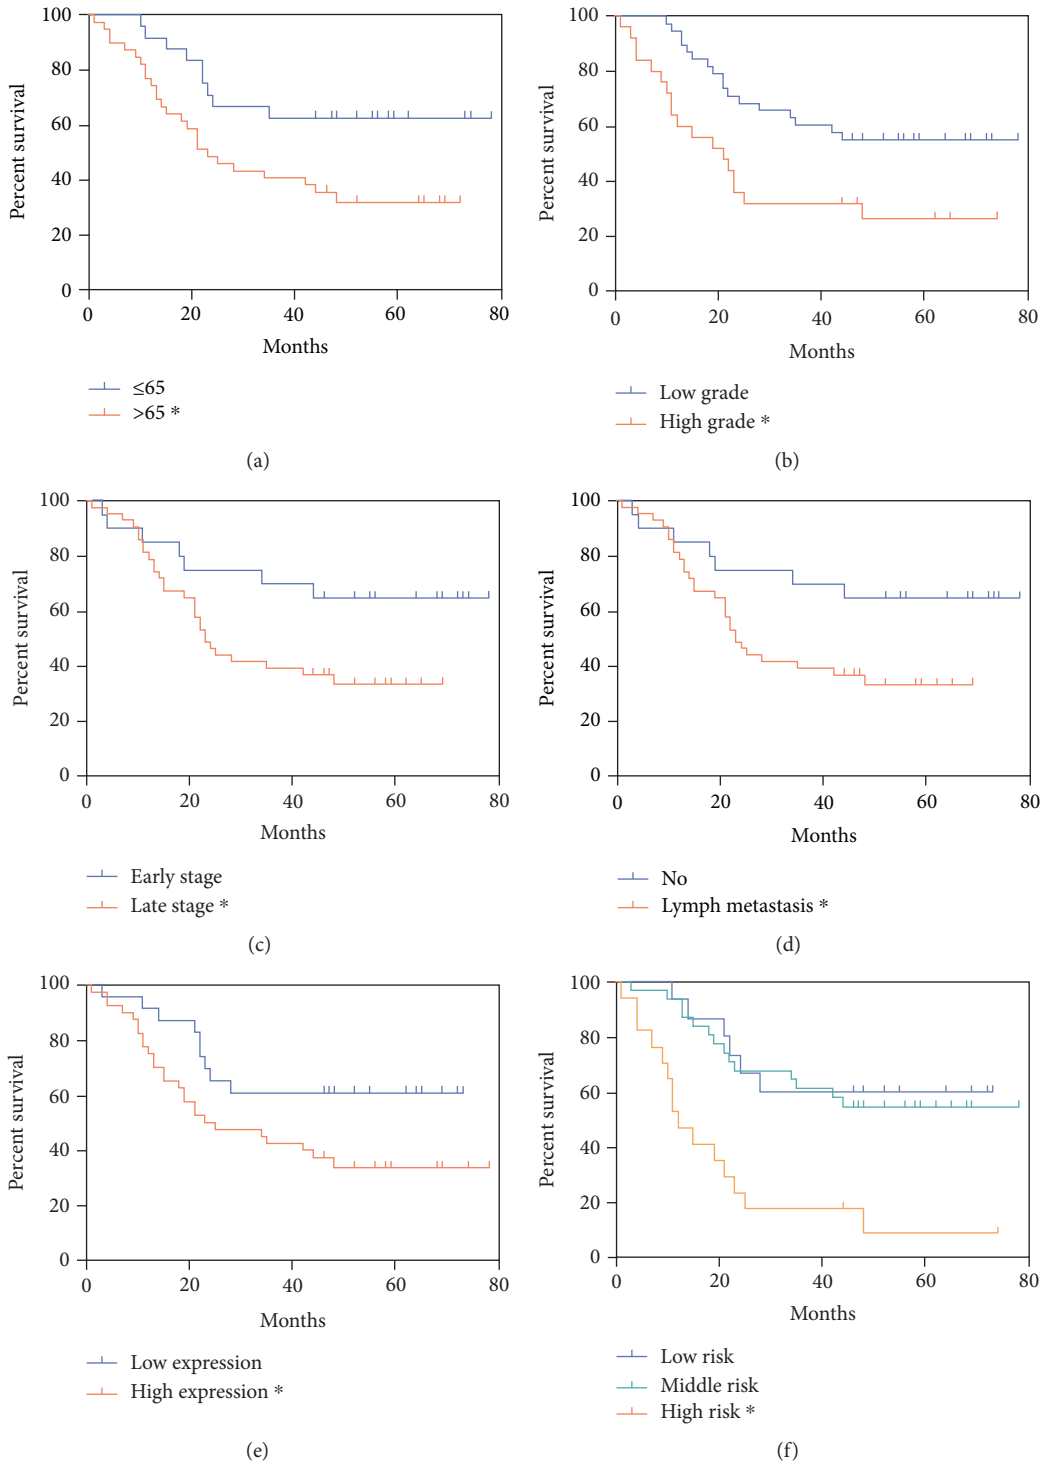 100
80
60
40
20
0
Percent survival
0 20 40 60 80
Months
≤65
>65 *
(a)
100
80
60
40
20
0
Percent survival
0 20 40 60 80
Months
Low grade
High grade *
(b)
100
80
60
40
20
0
Percent survival
0 20 40 60 80
Months
Early stage
Late stage *
(c)
100
80
60
40
20
0
Percent survival
0 20 40 60 80
Months
No
Lymph metastasis *
(d)
100
80
60
40
20
0
Percent survival
0 20 40 60 80
Months
Low expression
High expression *
(e)
100
80
60
40
20
0
Percent survival
0 20 40 60 80
Months
Low risk
Middle risk
High risk *
(f)